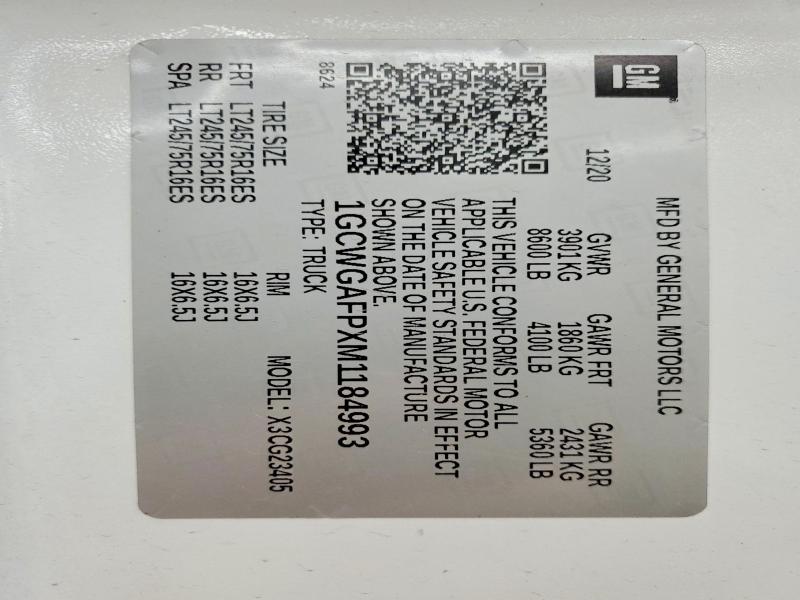 GM
MFD BY GENERAL MOTORS LLC
12/20 GVWR GAWR FRT GAWR RR
3901 KG 1860 KG 2431 KG
8600 LB 4100 LB 5360 LB
THIS VEHICLE CONFORMS TO ALL
APPLICABLE U.S. FEDERAL MOTOR
VEHICLE SAFETY STANDARDS IN EFFECT
ON THE DATE OF MANUFACTURE
SHOWN ABOVE.
1GCWGAFPXM1184993
TYPE: TRUCK
8624
MODEL: X3CG23405
TIRE SIZE RIM
FRT LT245/75R16ES 16X6.5J
RR LT245/75R16ES 16X6.5J
SPA LT245/75R16ES 16X6.5J